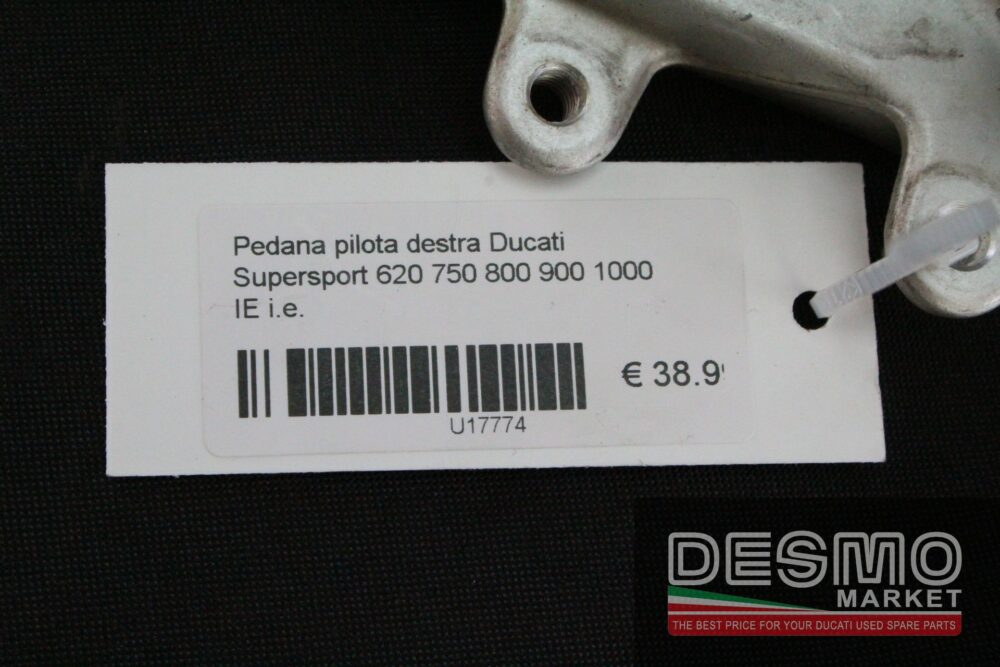 Pedana pilota destra Ducati
Supersport 620 750 800 900 1000
IE i.e.
€ 38.9
U17774
DESMO
MARKET
THE BEST PRICE FOR YOUR DUCATI USED SPARE PARTS